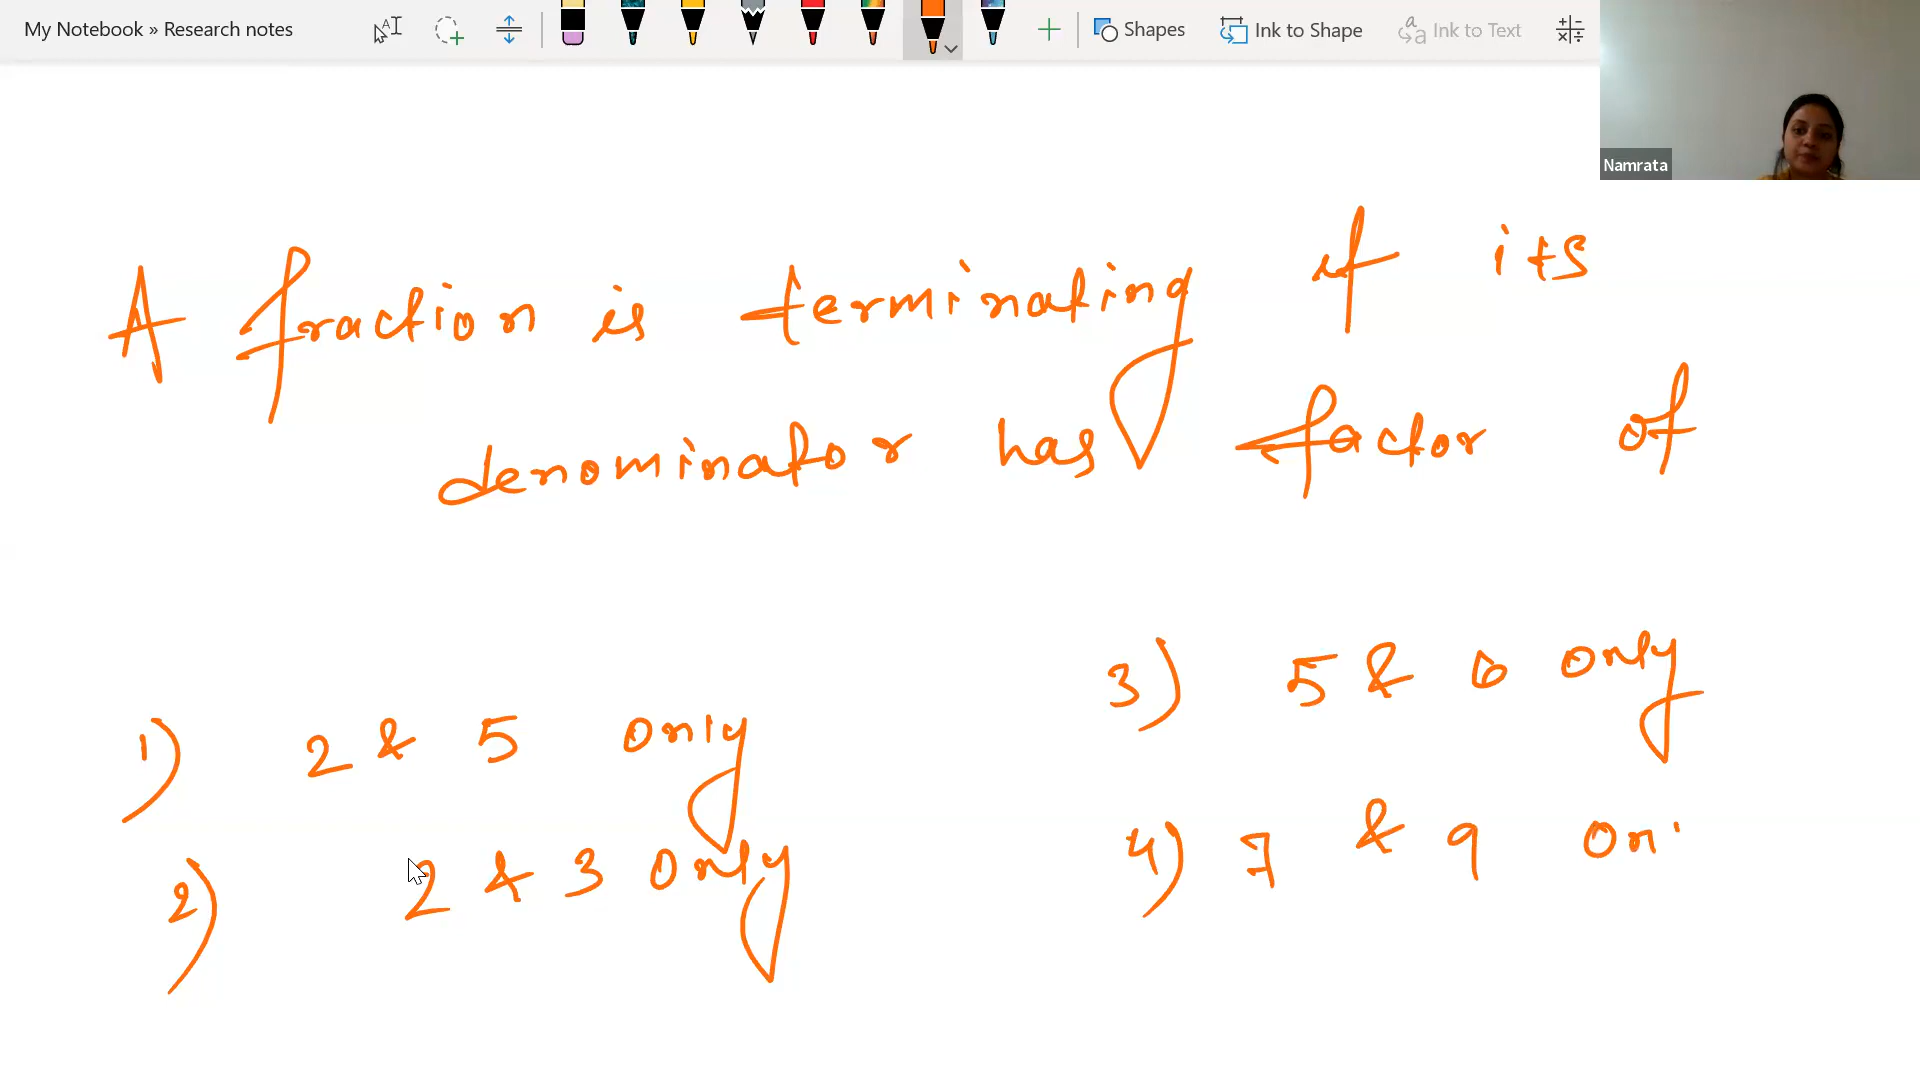 My Notebook » Research notes
Shapes
Ink to Shape
Ink to Text
Namrata
A fraction is terminating if its
denominator has factor of
1) 2 & 5 only
2) 2 & 3 only
3) 5 & 6 only
4) 7 & 9 on